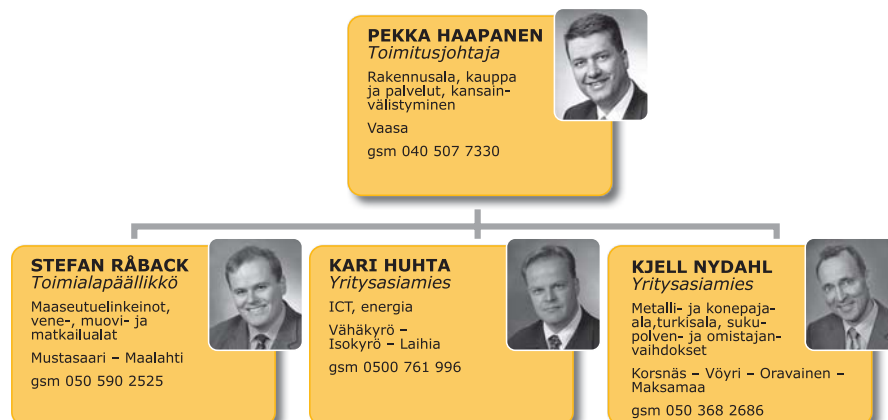 PEKKA HAAPANEN
Toimitusjohtaja
Rakennusala, kauppa
ja palvelut, kansain-
välistyminen
Vaasa
gsm 040 507 7330
STEFAN RÅBACK
Toimialapäällikkö
Maaseutuelinkeinot,
vene-, muovi- ja
matkailualat
Mustasaari – Maalahti
gsm 050 590 2525
KARI HUHTA
Yritysasiamies
ICT, energia
Vähäkyrö –
Isokyrö – Laihia
gsm 0500 761 996
KJELL NYDAHL
Yritysasiamies
Metalli- ja konepaja-
ala,turkisala, suku-
polven- ja omistajan-
vaihdokset
Korsnäs – Vöyri – Oravainen –
Maksamaa
gsm 050 368 2686